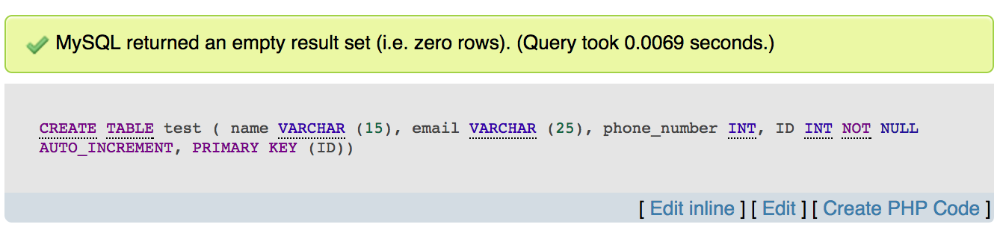 MySQL returned an empty result set (i.e. zero rows). (Query took 0.0069 seconds.)
CREATE TABLE test ( name VARCHAR (15), email VARCHAR (25), phone_number INT, ID INT NOT NULL
AUTO_INCREMENT, PRIMARY KEY (ID))
[ Edit inline ] [ Edit ] [ Create PHP Code ]